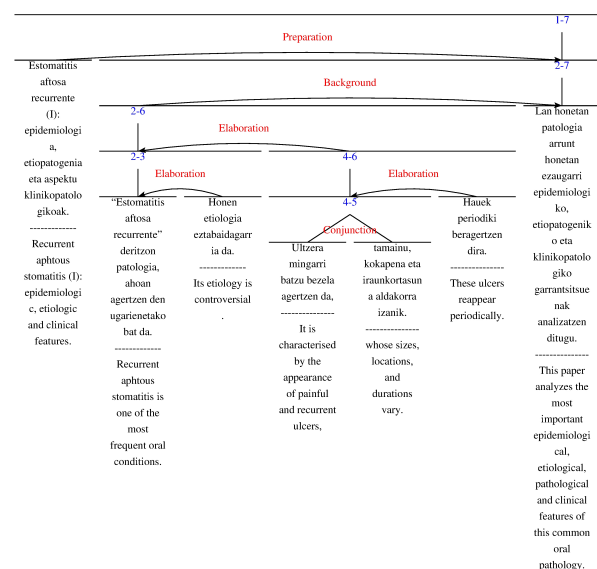 1-7
Preparation
2-7
Background
2-6
Elaboration
2-3
4-6
Elaboration
Elaboration
4-5
Conjunction
Estomatitis
aftosa
recurrente
(I):
epidemiologi
a,
etiopatogenia
eta aspektu
klinikopatolo
gikoak.
-------------
Recurrent
aphtous
stomatitis (I):
epidemiologi
c, etiologic
and clinical
features.
“Estomatitis
aftosa
recurrente”
deritzon
patologia,
ahoan
agertzen den
ugarienetako
bat da.
-------------
Recurrent
aphtous
stomatitis is
one of the
most
frequent oral
conditions.
Honen
etiologia
eztabaidagarr
ia da.
-------------
Its etiology is
controversial
.
Ultzera
mingarri
batzu bezela
agertzen da,
---------------
It is
characterised
by the
appearance
of painful
and recurrent
ulcers,
tamainu,
kokapena eta
iraunkortasun
a aldakorra
izanik.
---------------
whose sizes,
locations,
and
durations
vary.
Hauek
periodiki
beragertzen
dira.
---------------
These ulcers
reappear
periodically.
Lan honetan
patologia
arrunt
honetan
ezaugarri
epidemiologi
ko,
etiopatogenik
o eta
klinikopatolo
giko
garrantsitsue
nak
analizatzen
ditugu.
---------------
This paper
analyzes the
most
important
epidemiologi
cal,
etiological,
pathological
and clinical
features of
this common
oral
pathology.